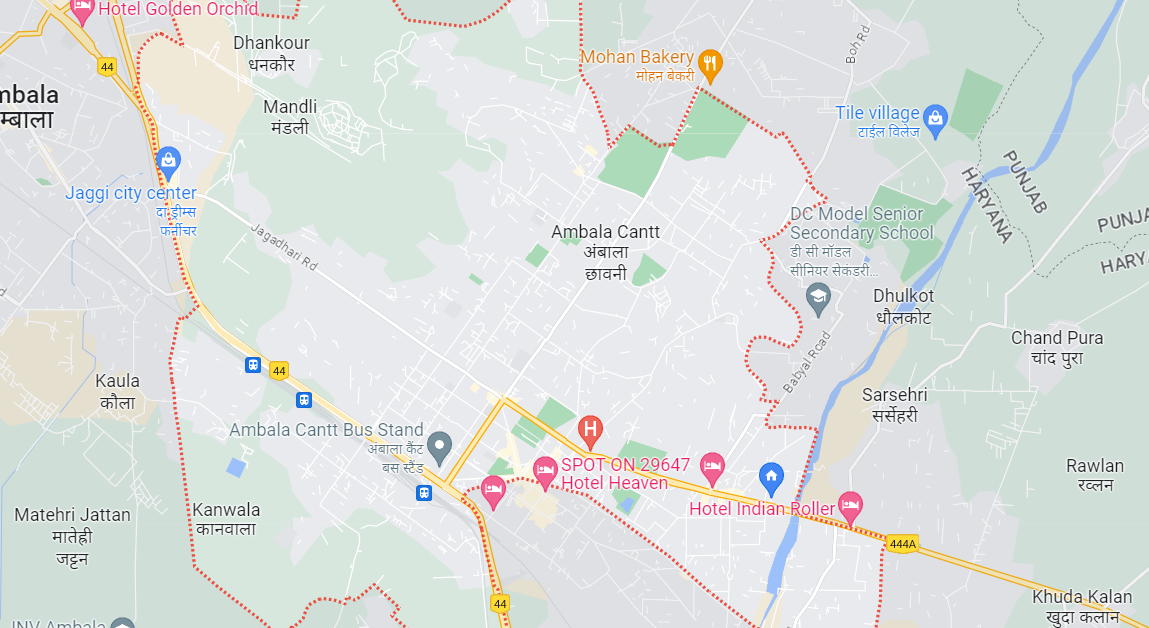 Hotel Golden Orchid
44
Dhankour
धनकौर
mbala
म्बाला
Mandli
मंडली
Mohan Bakery
मोहन बेकरी
Boh Rd
Tile village
टाईल विलेज
PUNJAB
HARYANA
Jaggi city center
दा ड्रीम्स
फर्नीचर
Jagadhari Rd
Ambala Cantt
अंबाला
छावनी
DC Model Senior
Secondary School
डी सी मॉडल
सीनियर सेकंडरी...
PUNJA
HARY
Dhulkot
धौलकोट
Chand Pura
चांद पुरा
Babyal Road
Kaula
कौला
44
Sarsehri
सर्सेहरी
Ambala Cantt Bus Stand
अंबाला कैंट
बस स्टैंड
H
SPOT ON 29647
Hotel Heaven
Rawlan
रव्लन
Hotel Indian Roller
Kanwala
कानवाला
Matehri Jattan
मातेह्री
जट्टन
444A
44
Khuda Kalan
खुदा कलान
JNV Ambala